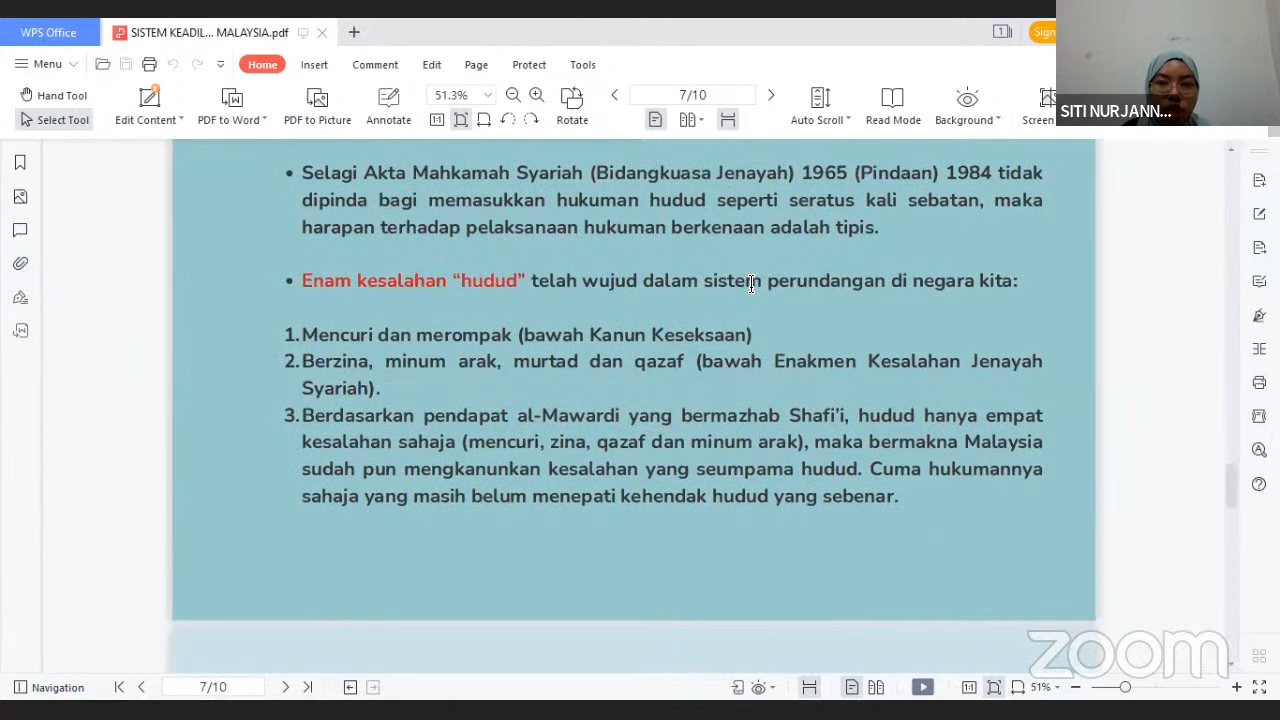 WPS Office
SISTEM KEADIL... MALAYSIA.pdf
1
Sign
Menu
Home
Insert
Comment
Edit
Page
Protect
Tools
Hand Tool
Select Tool
Edit Content
PDF to Word
PDF to Picture
Annotate
51.3%
Rotate
7/10
Auto Scroll
Read Mode
Background
Screen
SITI NURJANN...
• Selagi Akta Mahkamah Syariah (Bidangkuasa Jenayah) 1965 (Pindaan) 1984 tidak
dipinda bagi memasukkan hukuman hudud seperti seratus kali sebatan, maka
harapan terhadap pelaksanaan hukuman berkenaan adalah tipis.
• Enam kesalahan “hudud” telah wujud dalam sistem perundangan di negara kita:
1. Mencuri dan merompak (bawah Kanun Keseksaan)
2. Berzina, minum arak, murtad dan qazaf (bawah Enakmen Kesalahan Jenayah
Syariah).
3. Berdasarkan pendapat al-Mawardi yang bermazhab Shafi’i, hudud hanya empat
kesalahan sahaja (mencuri, zina, qazaf dan minum arak), maka bermakna Malaysia
sudah pun mengkanunkan kesalahan yang seumpama hudud. Cuma hukumannya
sahaja yang masih belum menepati kehendak hudud yang sebenar.
zoom
Navigation
7/10
51%